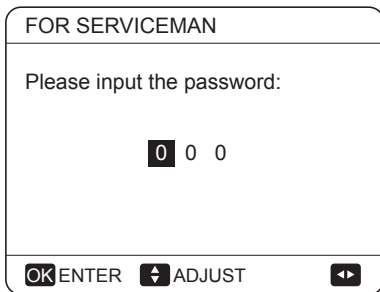 FOR SERVICEMAN
Please input the password:
0 0 0
OK ENTER ADJUST